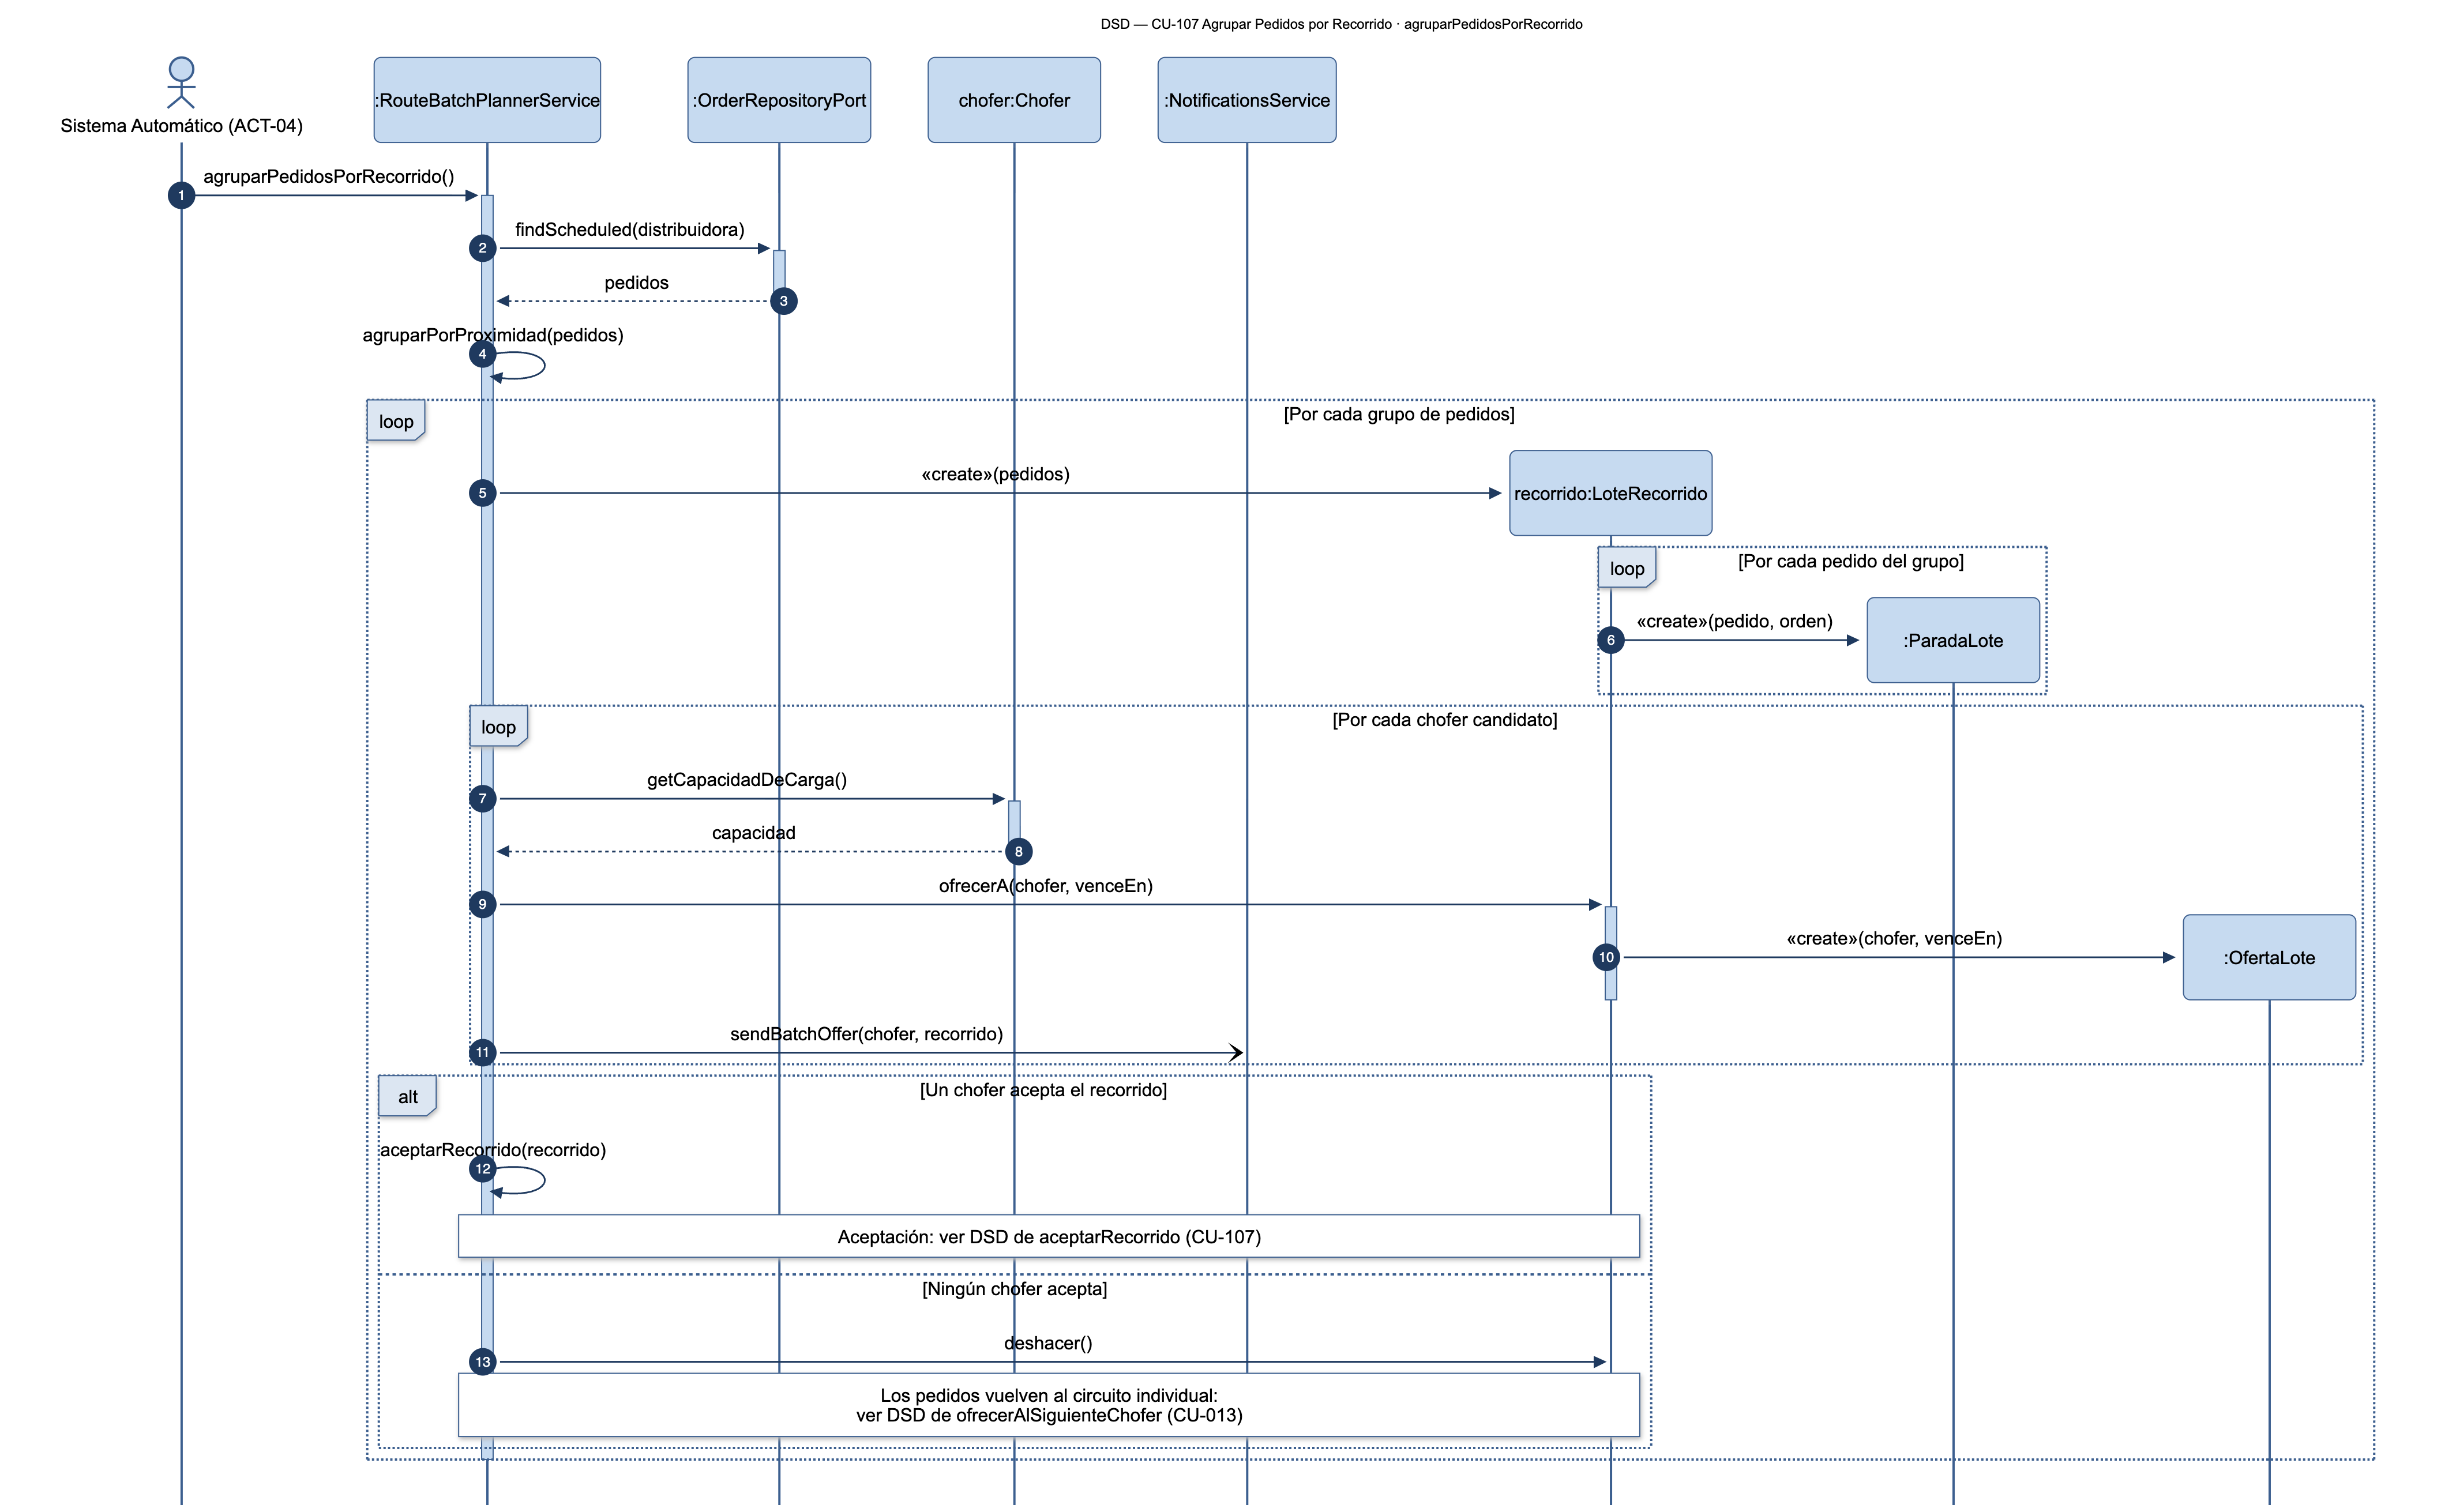 DSD — CU-107 Agrupar Pedidos por Recorrido · agruparPedidosPorRecorrido
Sistema Automático (ACT-04)
:RouteBatchPlannerService
:OrderRepositoryPort
chofer:Chofer
:NotificationsService
1
agruparPedidosPorRecorrido()
2
findScheduled(distribuidora)
pedidos
3
agruparPorProximidad(pedidos)
4
loop
[Por cada grupo de pedidos]
5
«create»(pedidos)
recorrido:LoteRecorrido
loop
[Por cada pedido del grupo]
6
«create»(pedido, orden)
:ParadaLote
loop
[Por cada chofer candidato]
7
getCapacidadDeCarga()
capacidad
8
9
ofrecerA(chofer, venceEn)
10
«create»(chofer, venceEn)
:OfertaLote
11
sendBatchOffer(chofer, recorrido)
alt
[Un chofer acepta el recorrido]
aceptarRecorrido(recorrido)
12
Aceptación: ver DSD de aceptarRecorrido (CU-107)
[Ningún chofer acepta]
13
deshacer()
Los pedidos vuelven al circuito individual:
ver DSD de ofrecerAlSiguienteChofer (CU-013)